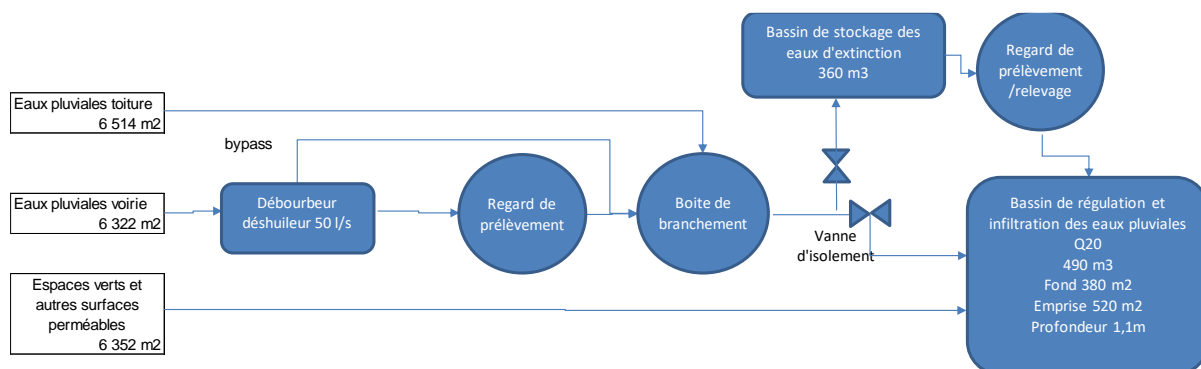 Bassin de stockage des
eaux d'extinction
360 m3
Regard de
prélèvement
/relevage
Eaux pluviales toiture
6 514 m2
bypass
Eaux pluviales voirie
6 322 m2
Débourbeur
déshuileur 50 l/s
Regard de
prélèvement
Boite de
branchement
Vanne
d'isolement
Bassin de régulation et
infiltration des eaux pluviales
Q20
490 m3
Fond 380 m2
Emprise 520 m2
Profondeur 1,1m
Espaces verts et
autres surfaces
perméables
6 352 m2